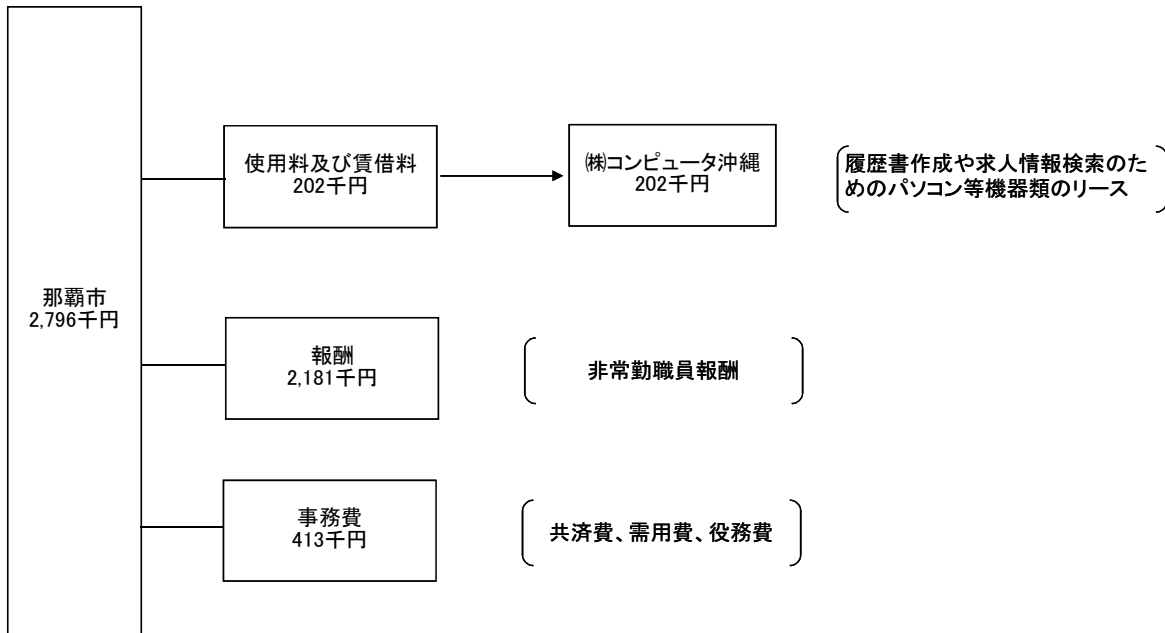 使用料及び賃借料
202千円
㈱コンピュータ沖縄
202千円
履歴書作成や求人情報検索のた
めのパソコン等機器類のリース
那覇市
2,796千円
報酬
2,181千円
非常勤職員報酬
事務費
413千円
共済費、需用費、役務費